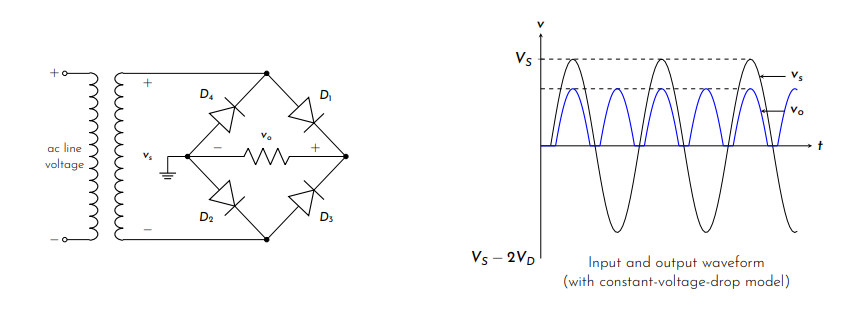 +
ac line
voltage
−
+
vs
−
D4
D1
vo
−
+
D2
D3
v
VS
vs
vo
t
VS − 2VD
Input and output waveform
(with constant-voltage-drop model)